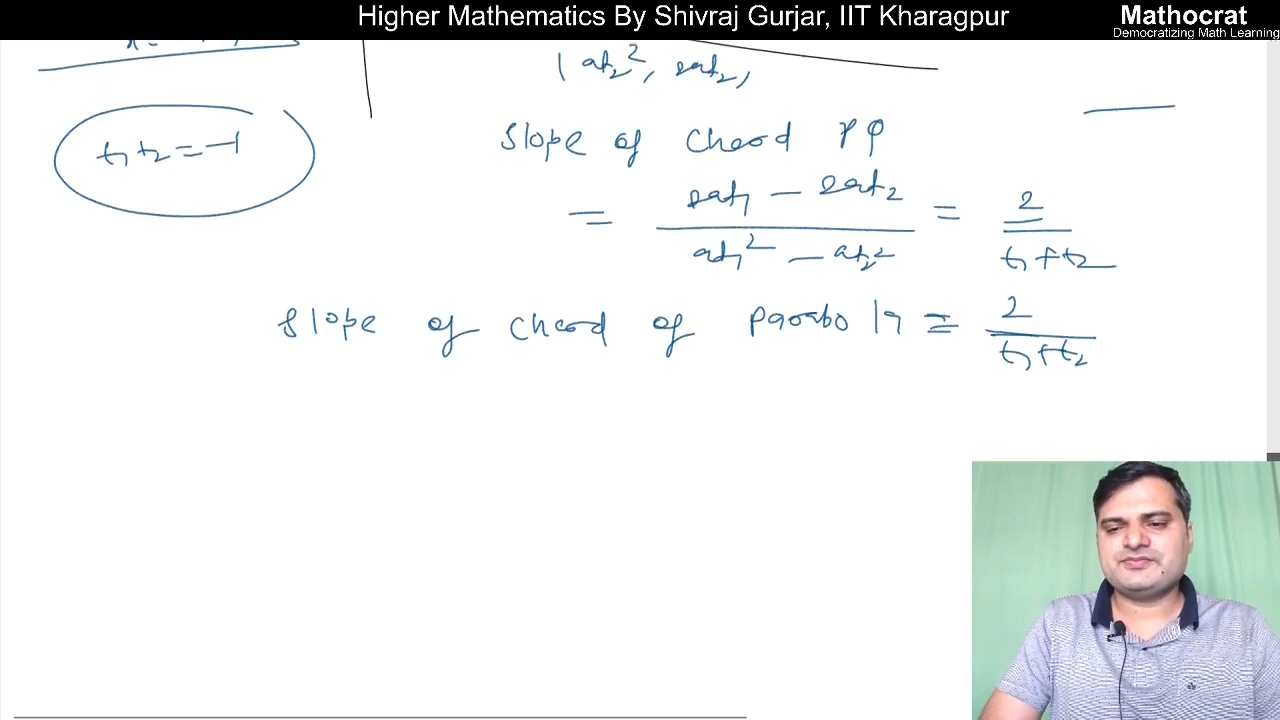 Higher Mathematics By Shivraj Gurjar, IIT Kharagpur
Mathocrat
Democratizing Math Learning
(at₂², 2at₂)
t₁t₂ = -1
Slope of Chord PQ
= (2at₁ - 2at₂) / (at₁² - at₂²) = 2 / (t₁ + t₂)
Slope of Chord of Parabola = 2 / (t₁ + t₂)